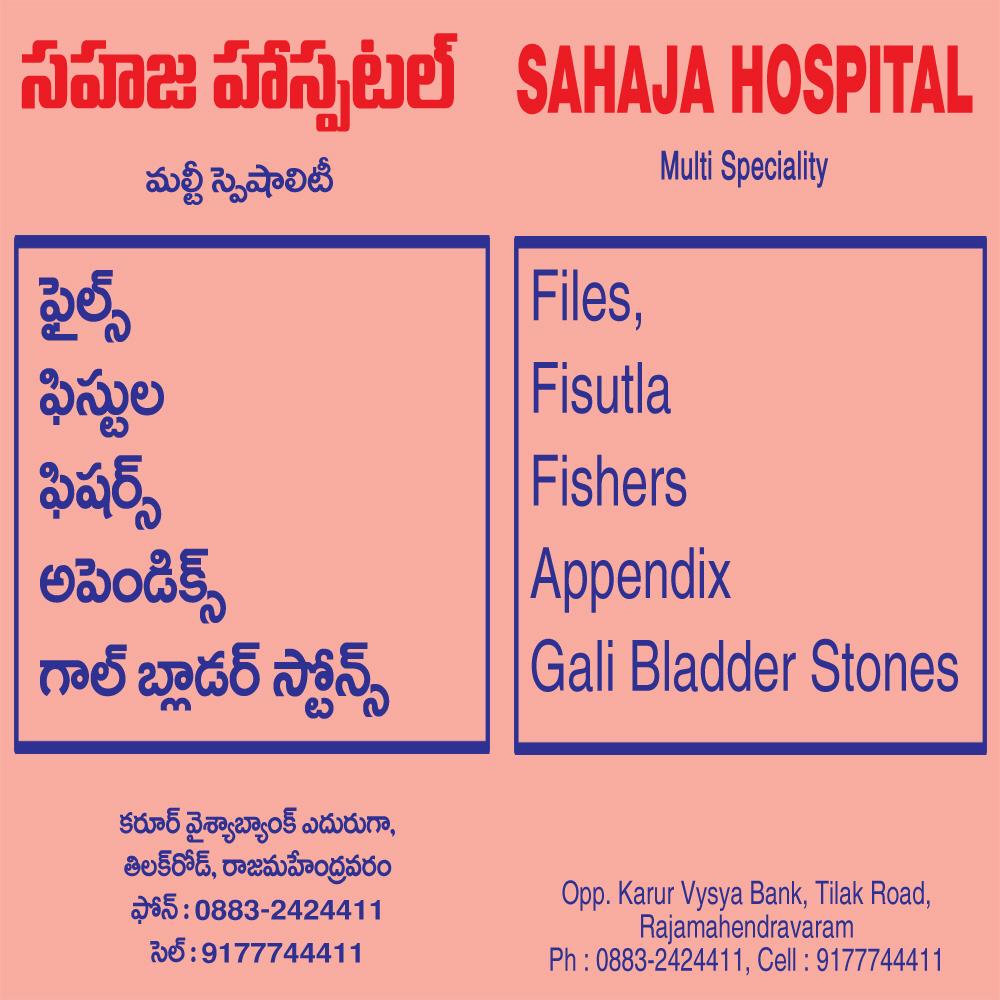 సహజ హాస్పటల్
మల్టీ స్పెషాలిటీ
ఫైల్స్
ఫిస్టుల
ఫిషర్స్
అపెండిక్స్
గాల్ బ్లాడర్ స్టోన్స్
కరూర్ వైశ్యాబ్యాంక్ ఎదురుగా,
తిలక్‌రోడ్, రాజమహేంద్రవరం
ఫోన్ : 0883-2424411
సెల్ : 9177744411
SAHAJA HOSPITAL
Multi Speciality
Files,
Fisutla
Fishers
Appendix
Gali Bladder Stones
Opp. Karur Vysya Bank, Tilak Road,
Rajamahendravaram
Ph : 0883-2424411, Cell : 9177744411